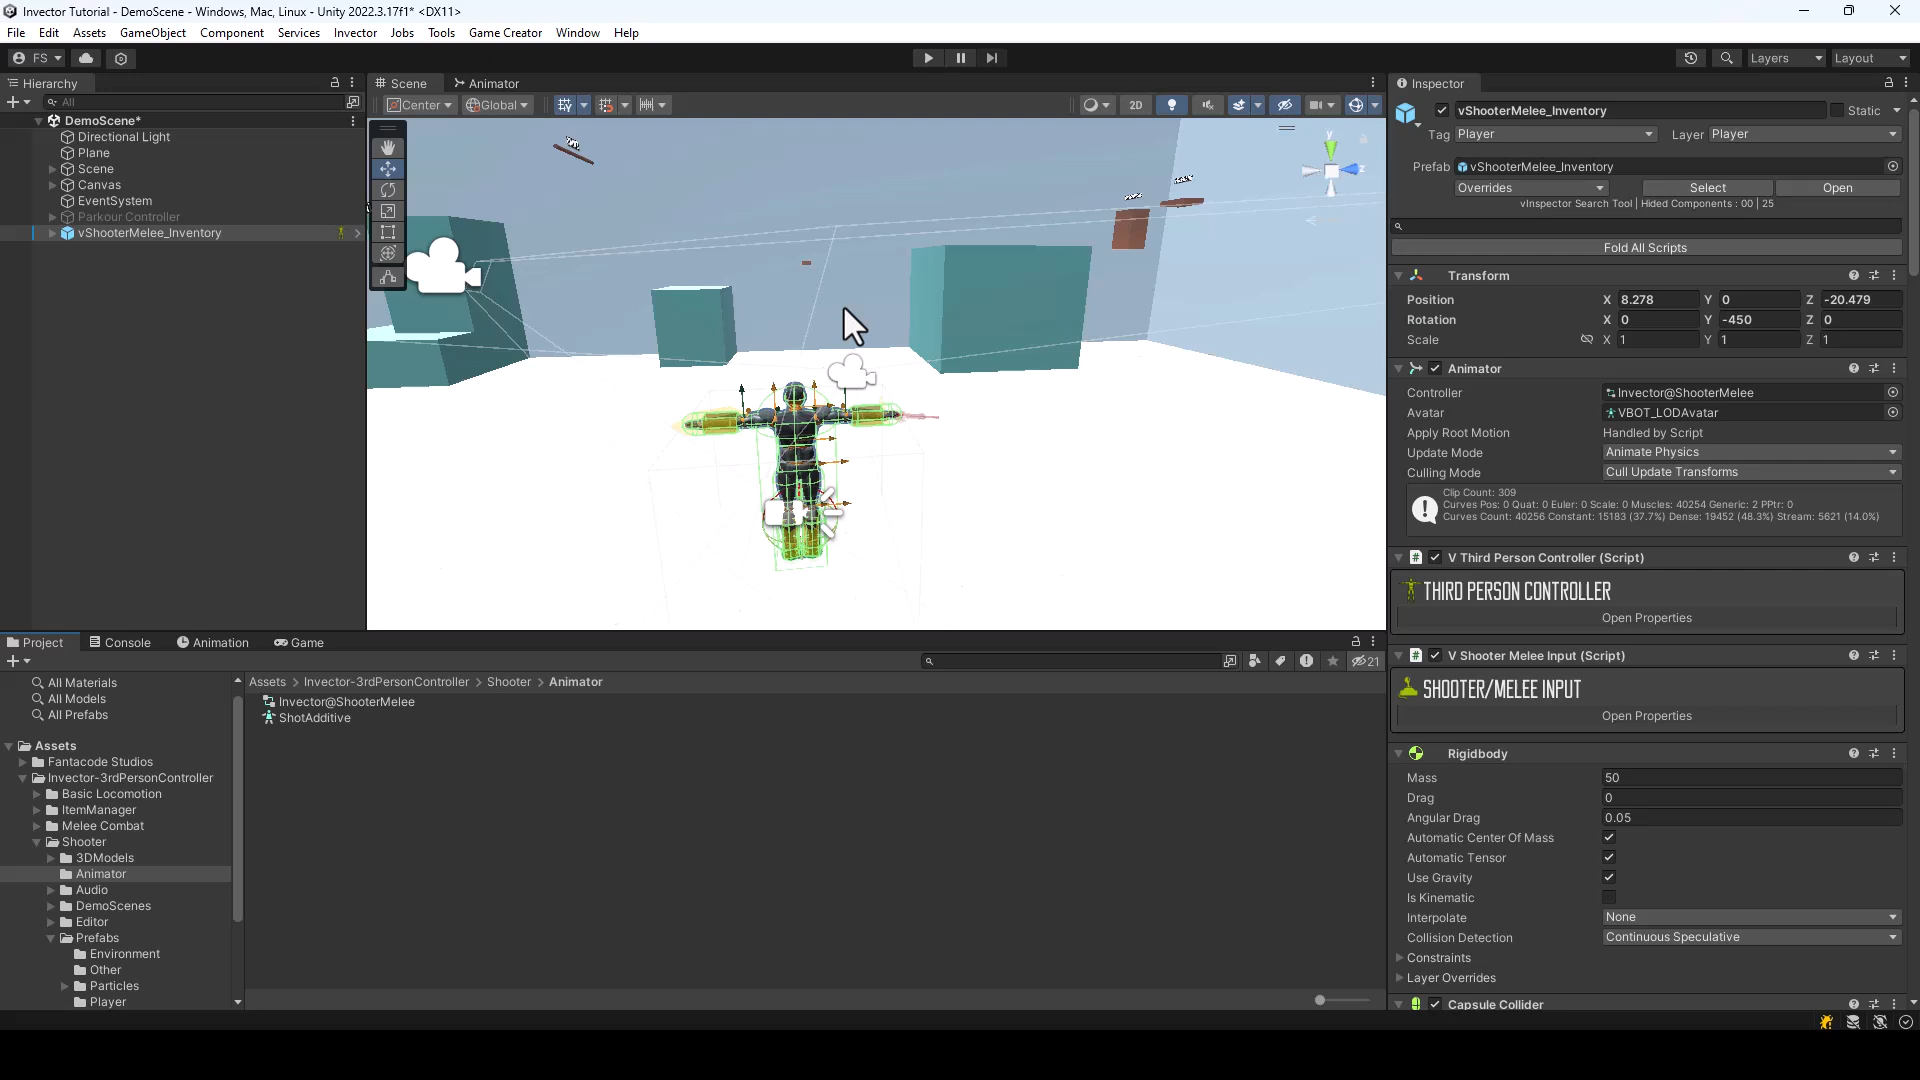 Invector Tutorial - DemoScene - Windows, Mac, Linux - Unity 2022.3.17f1* <DX11>
File Edit Assets GameObject Component Services Invector Jobs Tools Game Creator Window Help
FS
Layers Layout
Hierarchy
All
DemoScene*
Directional Light
Plane
Scene
Canvas
EventSystem
Parkour Controller
vShooterMelee_Inventory
Scene Animator
Center Global 2D
y
z
Inspector
vShooterMelee_Inventory Static
Tag Player Layer Player
Prefab vShooterMelee_Inventory
Overrides Select Open
vInspector Search Tool | Hided Components : 00 | 25
Fold All Scripts
Transform
Position X 8.278 Y 0 Z -20.479
Rotation X 0 Y -450 Z 0
Scale X 1 Y 1 Z 1
Animator
Controller Invector@ShooterMelee
Avatar VBOT_LODAvatar
Apply Root Motion Handled by Script
Update Mode Animate Physics
Culling Mode Cull Update Transforms
Clip Count: 309
Curves Pos: 0 Quat: 0 Euler: 0 Scale: 0 Muscles: 40254 Generic: 2 PPtr: 0
Curves Count: 40256 Constant: 15183 (37.7%) Dense: 19452 (48.3%) Stream: 5621 (14.0%)
V Third Person Controller (Script)
THIRD PERSON CONTROLLER
Open Properties
V Shooter Melee Input (Script)
SHOOTER/MELEE INPUT
Open Properties
Rigidbody
Mass 50
Drag 0
Angular Drag 0.05
Automatic Center Of Mass
Automatic Tensor
Use Gravity
Is Kinematic
Interpolate None
Collision Detection Continuous Speculative
Constraints
Layer Overrides
Capsule Collider
Project Console Animation Game
21
All Materials
All Models
All Prefabs
Assets
Fantacode Studios
Invector-3rdPersonController
Basic Locomotion
ItemManager
Melee Combat
Shooter
3DModels
Animator
Audio
DemoScenes
Editor
Prefabs
Environment
Other
Particles
Player
Assets > Invector-3rdPersonController > Shooter > Animator
Invector@ShooterMelee
ShotAdditive